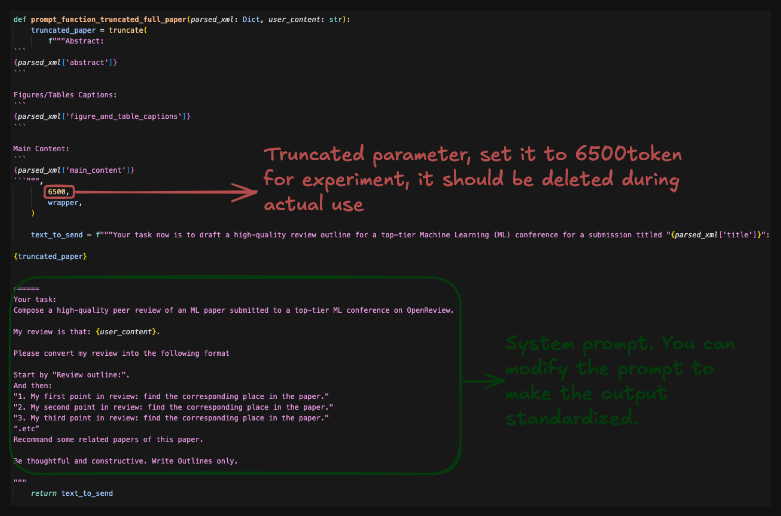 def prompt_function_truncated_full_paper(parsed_xml: Dict, user_content: str):
truncated_paper = truncate(
f"""Abstract:
```
{parsed_xml['abstract']}
```
Figures/Tables Captions:
```
{parsed_xml['figure_and_table_captions']}
```
Main Content:
```
{parsed_xml['main_content']}
```""",
6500,
wrapper,
)
Truncated parameter, set it to 6500token
for experiment, it should be deleted during
actual use
text_to_send = f"""Your task now is to draft a high-quality review outline for a top-tier Machine Learning (ML) conference for a submission titled "{parsed_xml['title']}":
{truncated_paper}
======
Your task:
Compose a high-quality peer review of an ML paper submitted to a top-tier ML conference on OpenReview.
My review is that: {user_content}.
Please convert my review into the following format
Start by "Review outline:".
And then:
"1. My first point in review: find the corresponding place in the paper."
"2. My second point in review: find the corresponding place in the paper."
"3. My third point in review: find the corresponding place in the paper."
".etc"
Recommand some related papers of this paper.
Be thoughtful and constructive. Write Outlines only.
"""
System prompt. You can
modify the prompt to
make the output
standardized.
return text_to_send